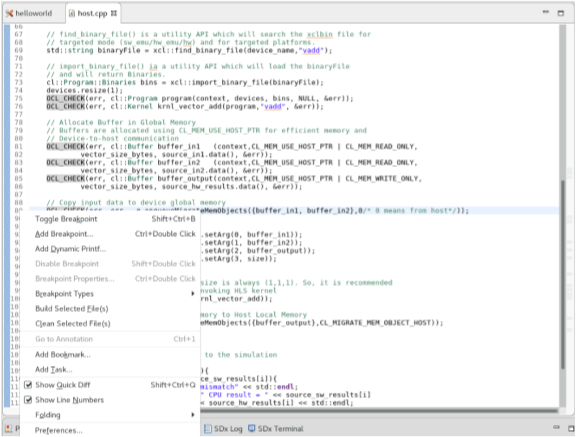 helloworld
host.cpp
66
67 // find_binary_file() is a utility API which will search the xclbin file for
68 // targeted mode (sw_emu/hw_emu/hw) and for targeted platforms.
69 std::string binaryFile = xcl::find_binary_file(device_name,"vadd");
70
71 // import_binary_file() ia a utility API which will load the binaryFile
72 // and will return Binaries.
73 cl::Program::Binaries bins = xcl::import_binary_file(binaryFile);
74 devices.resize(1);
75 OCL_CHECK(err, cl::Program program(context, devices, bins, NULL, &err));
76 OCL_CHECK(err, cl::Kernel krnl_vector_add(program,"vadd", &err));
77
78 // Allocate Buffer in Global Memory
79 // Buffers are allocated using CL_MEM_USE_HOST_PTR for efficient memory and
80 // Device-to-host communication
81 OCL_CHECK(err, cl::Buffer buffer_in1 (context,CL_MEM_USE_HOST_PTR | CL_MEM_READ_ONLY,
82 vector_size_bytes, source_in1.data(), &err));
83 OCL_CHECK(err, cl::Buffer buffer_in2 (context,CL_MEM_USE_HOST_PTR | CL_MEM_READ_ONLY,
84 vector_size_bytes, source_in2.data(), &err));
85 OCL_CHECK(err, cl::Buffer buffer_output(context,CL_MEM_USE_HOST_PTR | CL_MEM_WRITE_ONLY,
86 vector_size_bytes, source_hw_results.data(), &err));
87
88 // Copy input data to device global memory
eMemObjects({buffer_in1, buffer_in2},0/* 0 means from host*/));
Toggle Breakpoint Shift+Ctrl+B
Add Breakpoint... Ctrl+Double Click
.setArg(0, buffer_in1));
.setArg(1, buffer_in2));
Add Dynamic Printf...
.setArg(2, buffer_output));
.setArg(3, size));
Disable Breakpoint Shift+Double Click
Breakpoint Properties... Ctrl+Double Click
size is always (1,1,1). So, it is recommended
nvoking HLS kernel
Breakpoint Types
rnl_vector_add));
Build Selected File(s)
ory to Host Local Memory
Clean Selected File(s)
eMemObjects({buffer_output},CL_MIGRATE_MEM_OBJECT_HOST));
Go to Annotation Ctrl+1
Add Bookmark...
to the simulation
Add Task...
){
ce_sw_results[i]){
Show Quick Diff Shift+Ctrl+Q
mismatch" << std::endl;
" CPU result = " << source_sw_results[i]
Show Line Numbers
< source_hw_results[i] << std::endl;
Folding
Preferences...
SDx Log
SDx Terminal